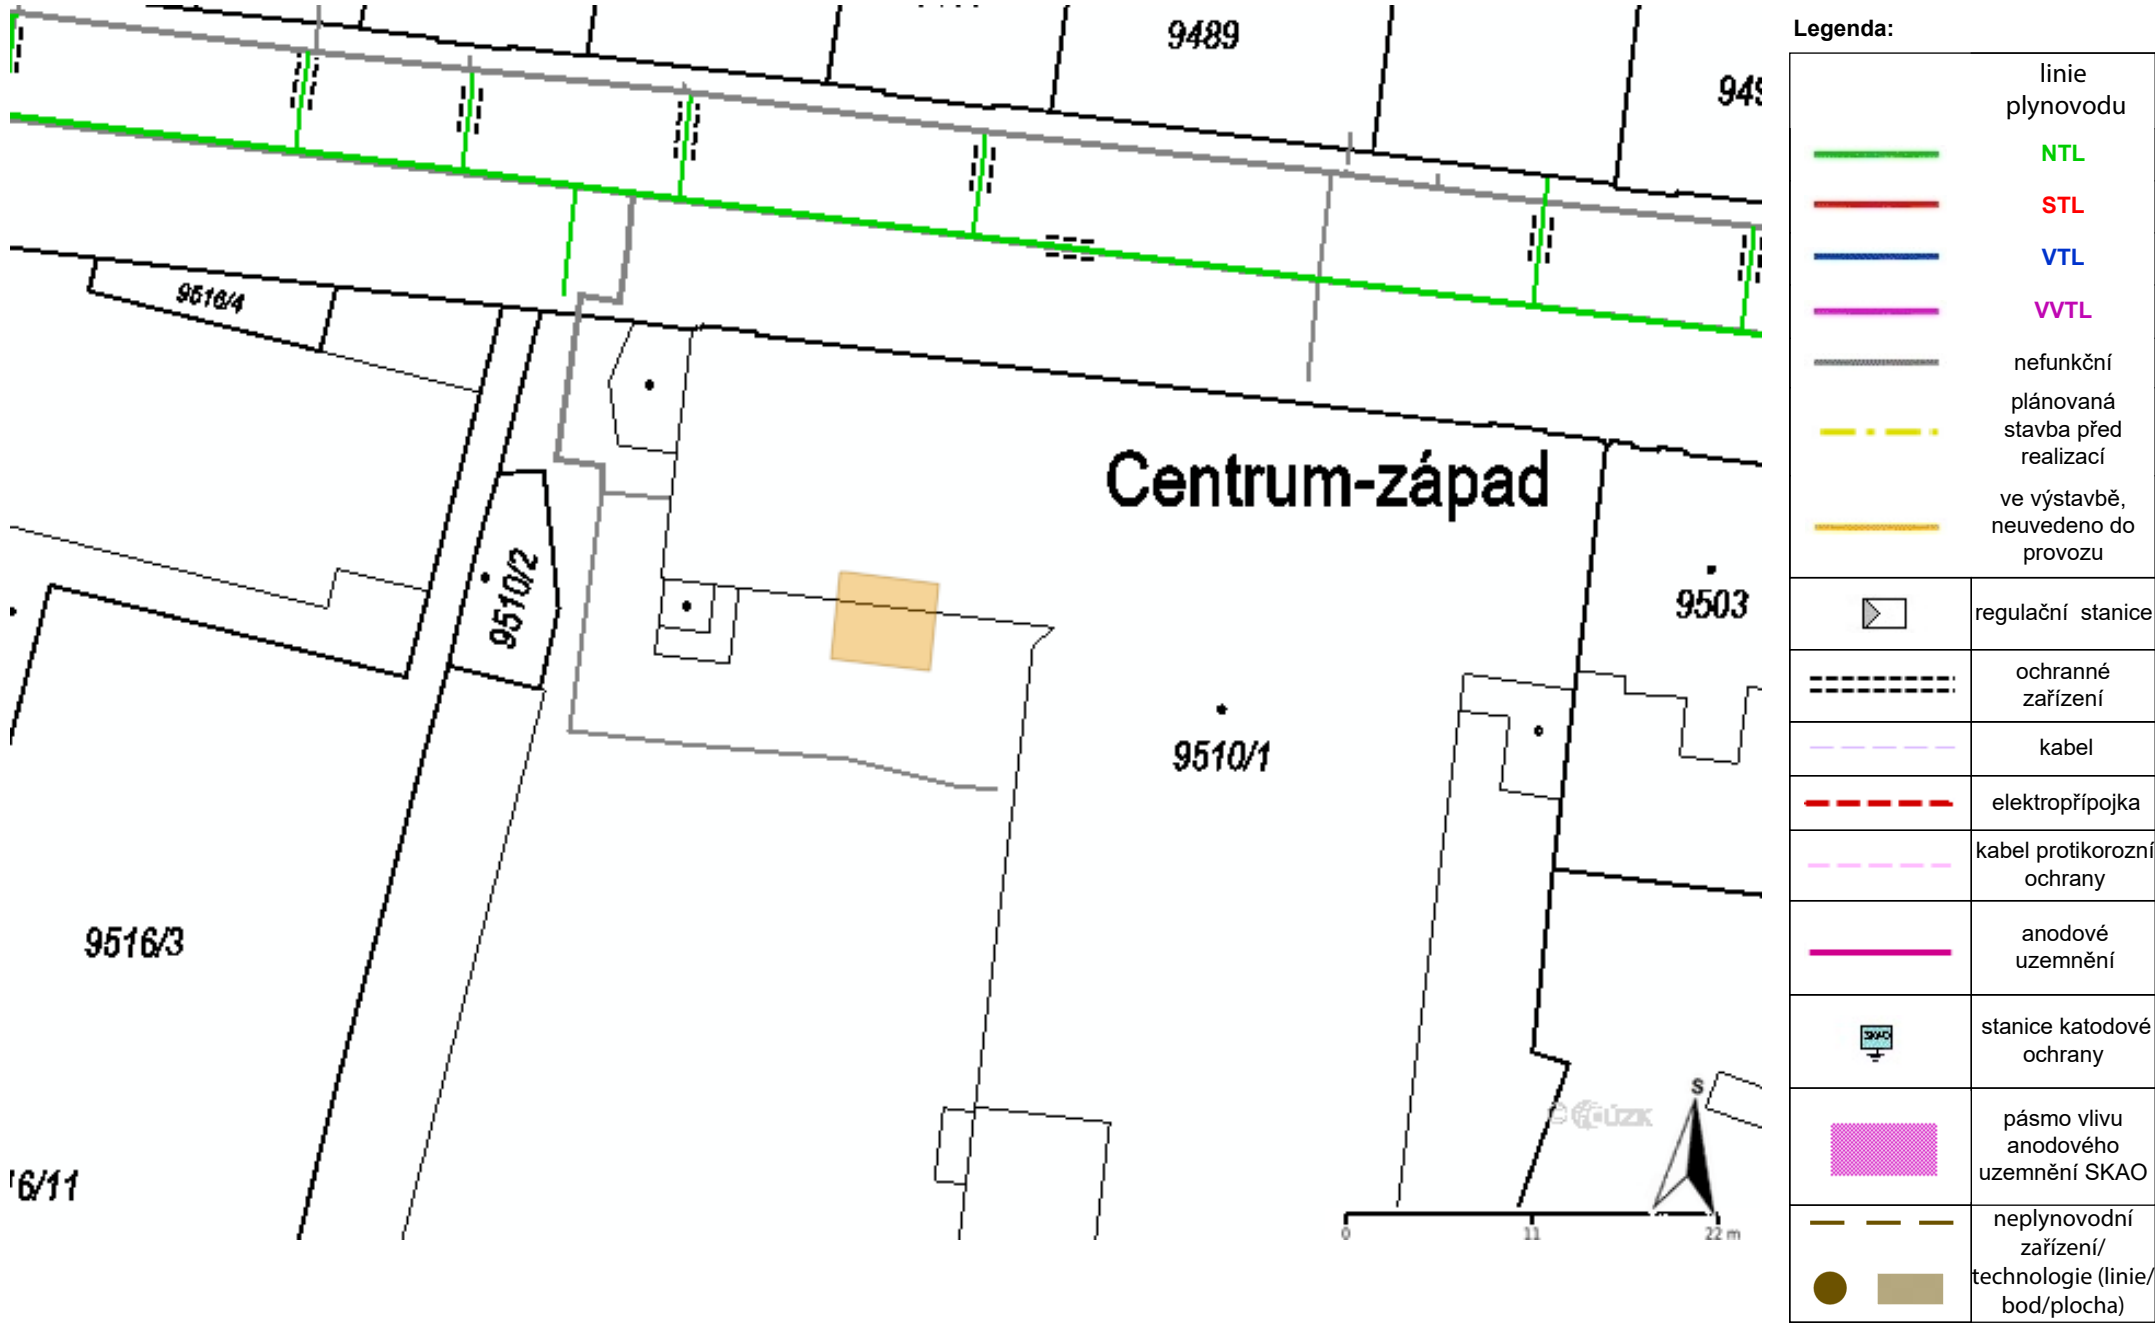 9489
949
9516/4
Centrum-západ
9510/2
9503
9510/1
9516/3
6/11
© ČÚZK
S
0 11 22 m
Legenda:
linie
plynovodu
NTL
STL
VTL
VVTL
nefunkční
plánovaná
stavba před
realizací
ve výstavbě,
neuvedeno do
provozu
regulační stanice
ochranné
zařízení
kabel
elektropřípojka
kabel protikorozní
ochrany
anodové
uzemnění
SKAO
stanice katodové
ochrany
pásmo vlivu
anodového
uzemnění SKAO
neplynovodní
zařízení/
technologie (linie/
bod/plocha)